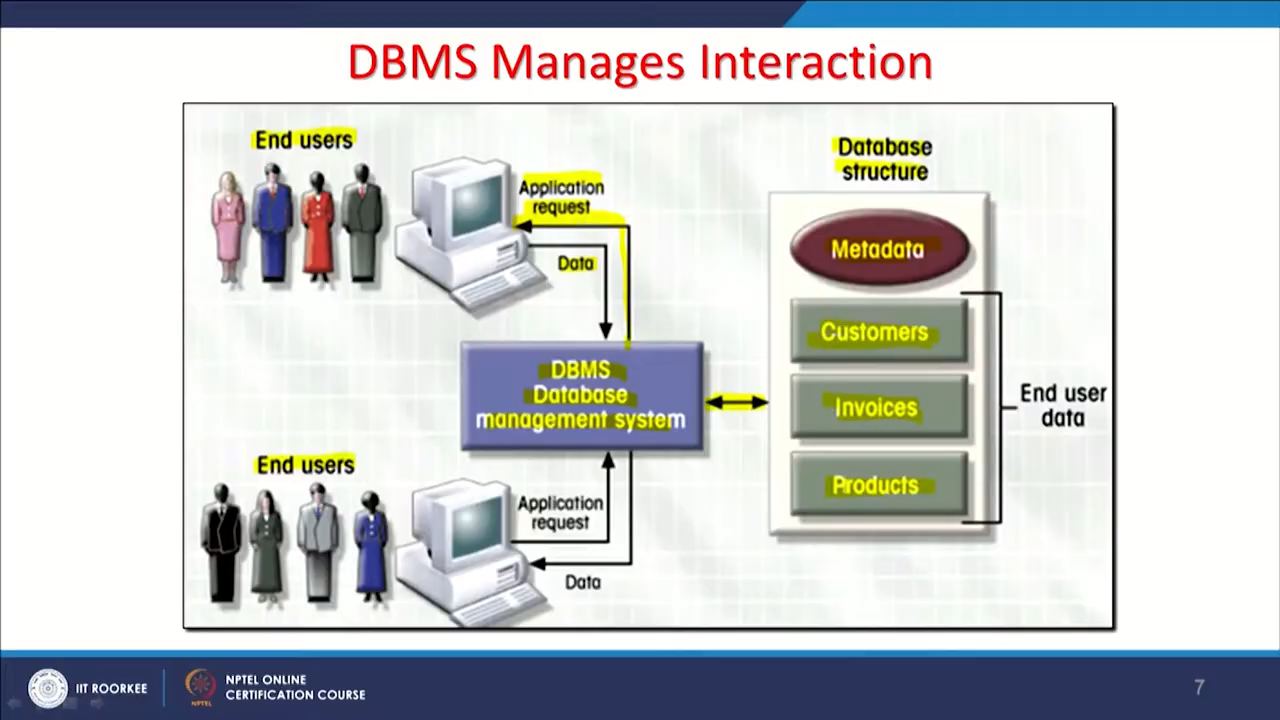 DBMS Manages Interaction
End users
Application
request
Data
Database
structure
Metadata
Customers
Invoices
Products
End user
data
DBMS
Database
management system
End users
Application
request
Data
IIT ROORKEE
NPTEL
NPTEL ONLINE
CERTIFICATION COURSE
7